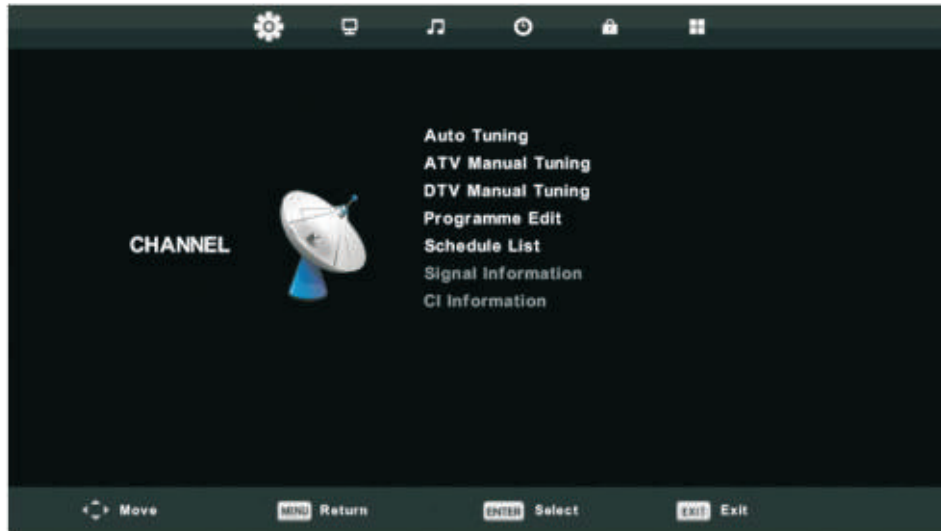 Auto Tuning
ATV Manual Tuning
DTV Manual Tuning
Programme Edit
CHANNEL
Schedule List
Signal Information
CI Information
Move MENU Return ENTER Select EXIT Exit